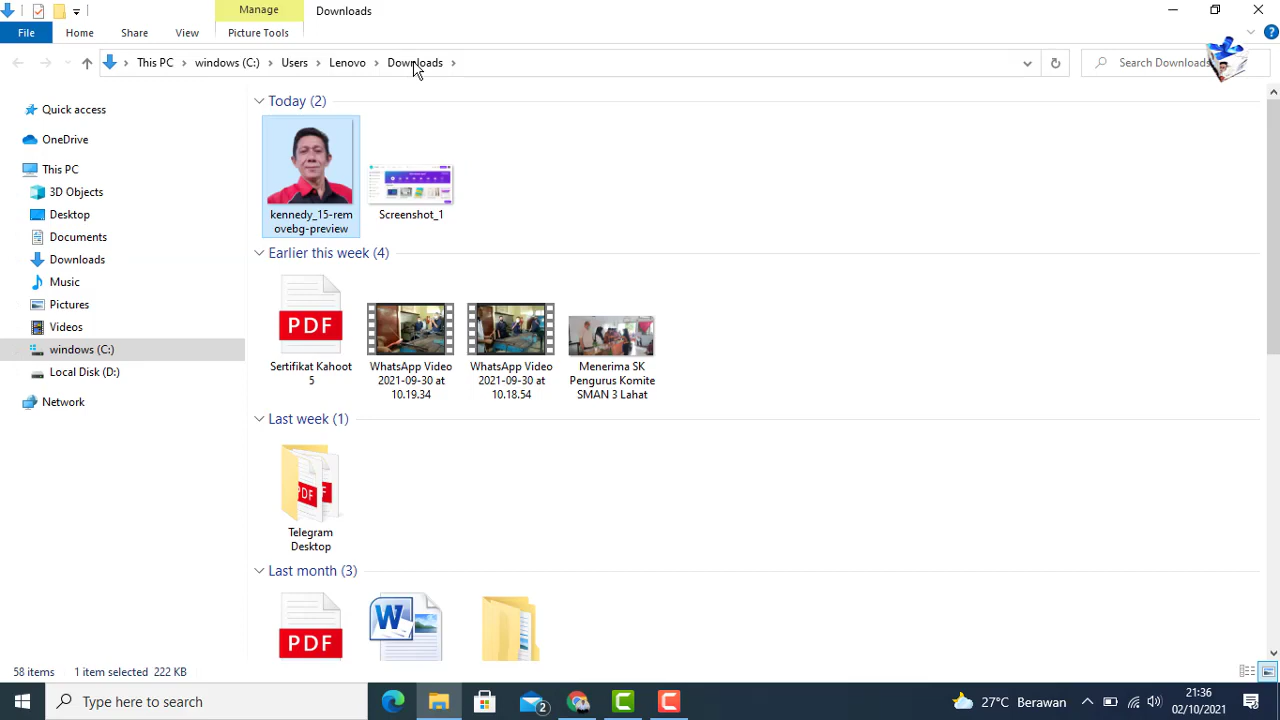 Manage
Downloads
File
Home
Share
View
Picture Tools
This PC
windows (C:)
Users
Lenovo
Downloads
Search Downloads
Quick access
OneDrive
This PC
3D Objects
Desktop
Documents
Downloads
Music
Pictures
Videos
windows (C:)
Local Disk (D:)
Network
Today (2)
kennedy_15-rem
ovebg-preview
Screenshot_1
Earlier this week (4)
PDF
Sertifikat Kahoot
5
WhatsApp Video
2021-09-30 at
10.19.34
WhatsApp Video
2021-09-30 at
10.18.54
Menerima SK
Pengurus Komite
SMAN 3 Lahat
Last week (1)
PDF
Telegram
Desktop
Last month (3)
PDF
W
58 items
1 item selected 222 KB
Type here to search
2
27°C Berawan
21:36
02/10/2021